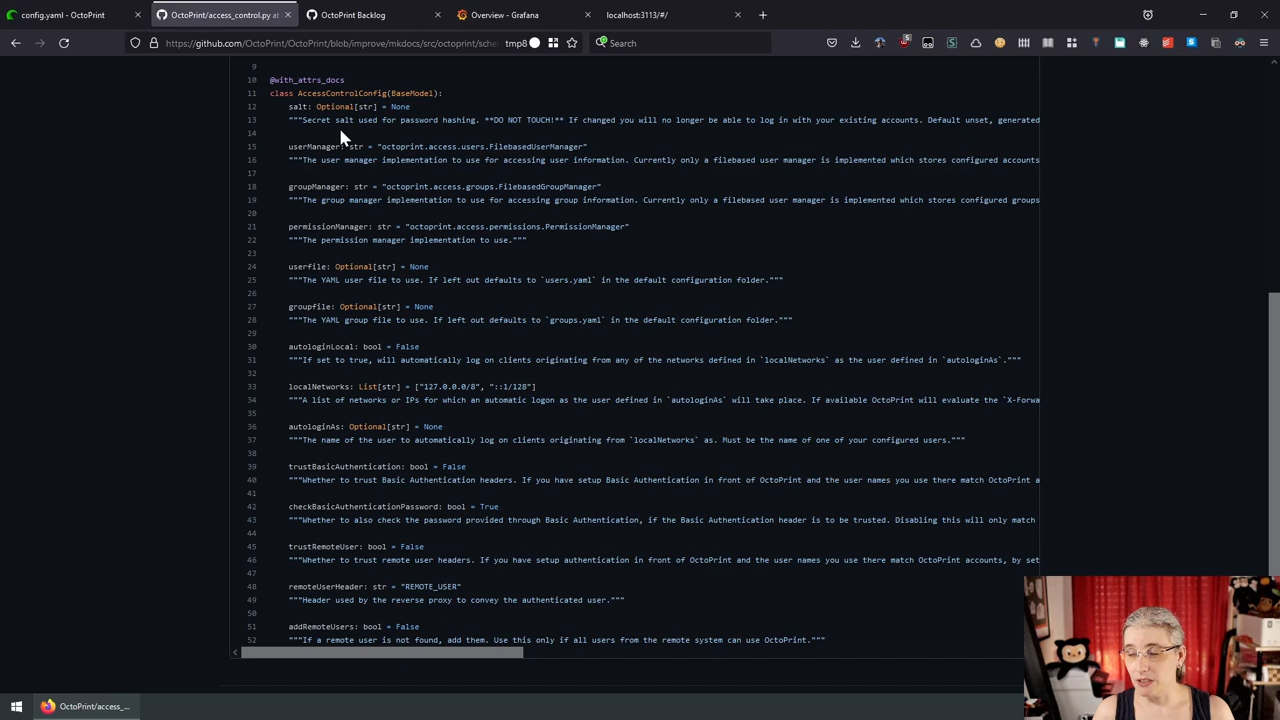 config.yaml — OctoPrint
OctoPrint/access_control.py at
OctoPrint Backlog
Overview - Grafana
localhost:3113/#/
https://github.com/OctoPrint/OctoPrint/blob/improve/mkdocs/src/octoprint/sche
tmp8
Search
9
10 @with_attrs_docs
11 class AccessControlConfig(BaseModel):
12 salt: Optional[str] = None
13 """Secret salt used for password hashing. **DO NOT TOUCH!** If changed you will no longer be able to log in with your existing accounts. Default unset, generated
14
15 userManager: str = "octoprint.access.users.FilebasedUserManager"
16 """The user manager implementation to use for accessing user information. Currently only a filebased user manager is implemented which stores configured accounts
17
18 groupManager: str = "octoprint.access.groups.FilebasedGroupManager"
19 """The group manager implementation to use for accessing group information. Currently only a filebased user manager is implemented which stores configured groups
20
21 permissionManager: str = "octoprint.access.permissions.PermissionManager"
22 """The permission manager implementation to use."""
23
24 userfile: Optional[str] = None
25 """The YAML user file to use. If left out defaults to `users.yaml` in the default configuration folder."""
26
27 groupfile: Optional[str] = None
28 """The YAML group file to use. If left out defaults to `groups.yaml` in the default configuration folder."""
29
30 autologinLocal: bool = False
31 """If set to true, will automatically log on clients originating from any of the networks defined in `localNetworks` as the user defined in `autologinAs`."""
32
33 localNetworks: List[str] = ["127.0.0.0/8", "::1/128"]
34 """A list of networks or IPs for which an automatic logon as the user defined in `autologinAs` will take place. If available OctoPrint will evaluate the `X-Forwa
35
36 autologinAs: Optional[str] = None
37 """The name of the user to automatically log on clients originating from `localNetworks` as. Must be the name of one of your configured users."""
38
39 trustBasicAuthentication: bool = False
40 """Whether to trust Basic Authentication headers. If you have setup Basic Authentication in front of OctoPrint and the user names you use there match OctoPrint a
41
42 checkBasicAuthenticationPassword: bool = True
43 """Whether to also check the password provided through Basic Authentication, if the Basic Authentication header is to be trusted. Disabling this will only match
44
45 trustRemoteUser: bool = False
46 """Whether to trust remote user headers. If you have setup authentication in front of OctoPrint and the user names you use there match OctoPrint accounts, by set
47
48 remoteUserHeader: str = "REMOTE_USER"
49 """Header used by the reverse proxy to convey the authenticated user."""
50
51 addRemoteUsers: bool = False
52 """If a remote user is not found, add them. Use this only if all users from the remote system can use OctoPrint."""
OctoPrint/access_...